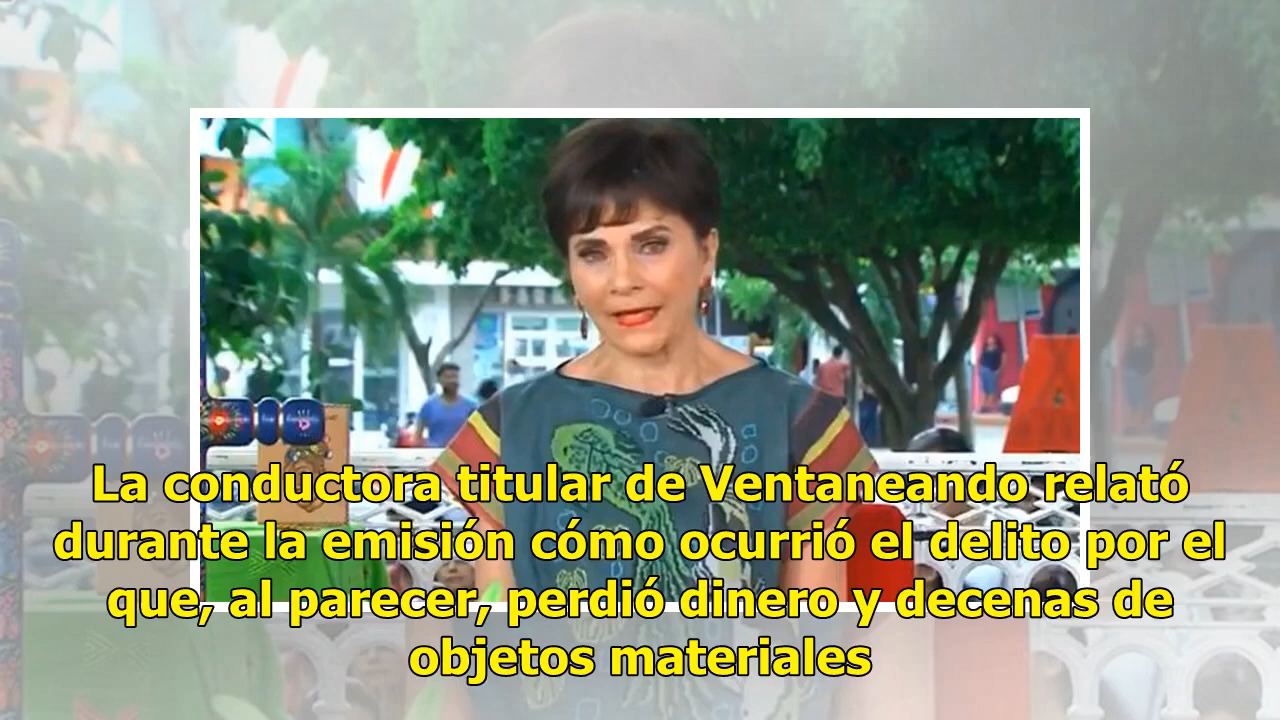 La conductora titular de Ventaneando relató
durante la emisión cómo ocurrió el delito por el
que, al parecer, perdió dinero y decenas de
objetos materiales